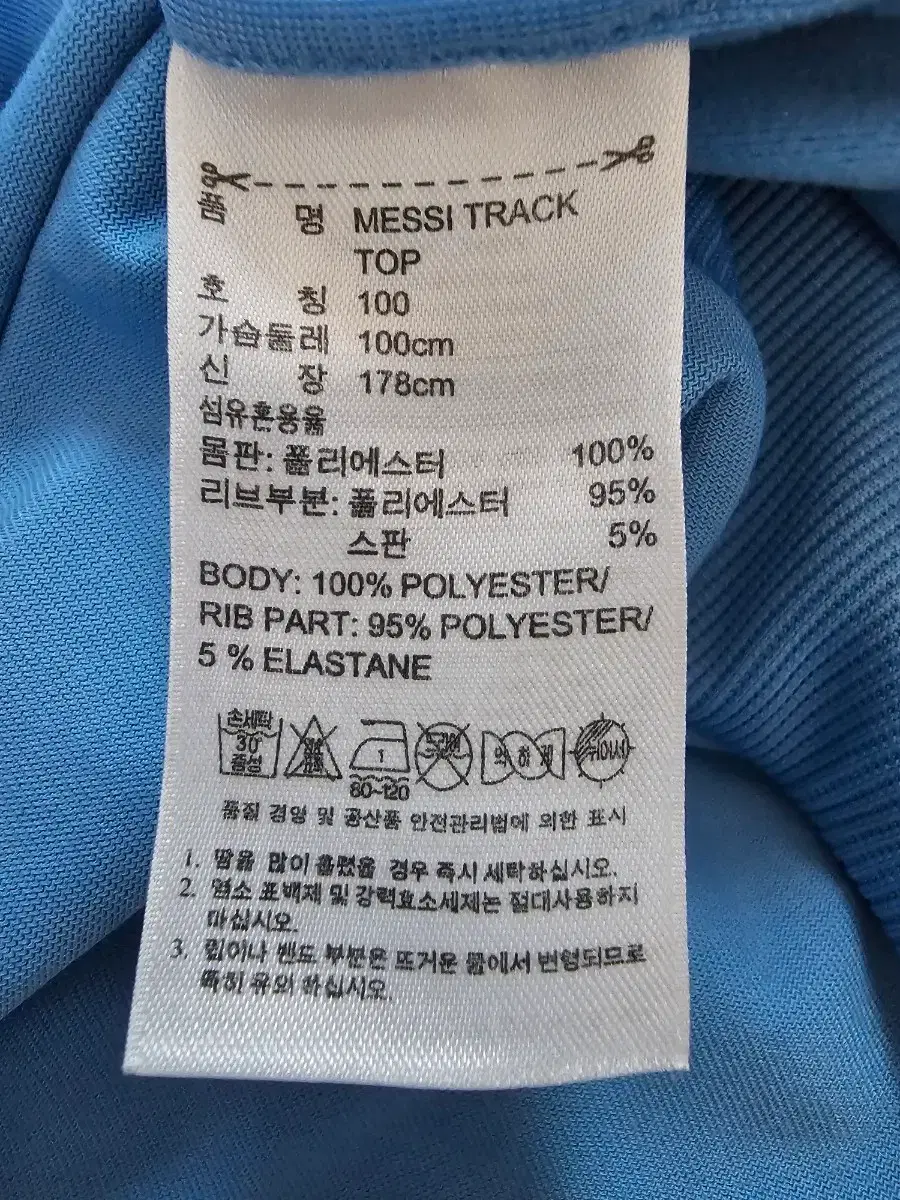 품 명 MESSI TRACK
TOP
호 칭 100
가슴둘레 100cm
신 장 178cm
섬유혼용율
몸판: 폴리에스터 100%
리브부분: 폴리에스터 95%
스판 5%
BODY: 100% POLYESTER/
RIB PART: 95% POLYESTER/
5 % ELASTANE
손세탁
30°
중성
염소
표백
1
80~120
드라이
약하게
뉘어서
품질 경영 및 공산품 안전관리법에 의한 표시
1. 땀을 많이 흘렸을 경우 즉시 세탁하십시오.
2. 염소 표백제 및 강력효소세제는 절대사용하지
마십시오.
3. 립이나 밴드 부분은 뜨거운 물에서 변형되므로
특히 유의 하십시오.